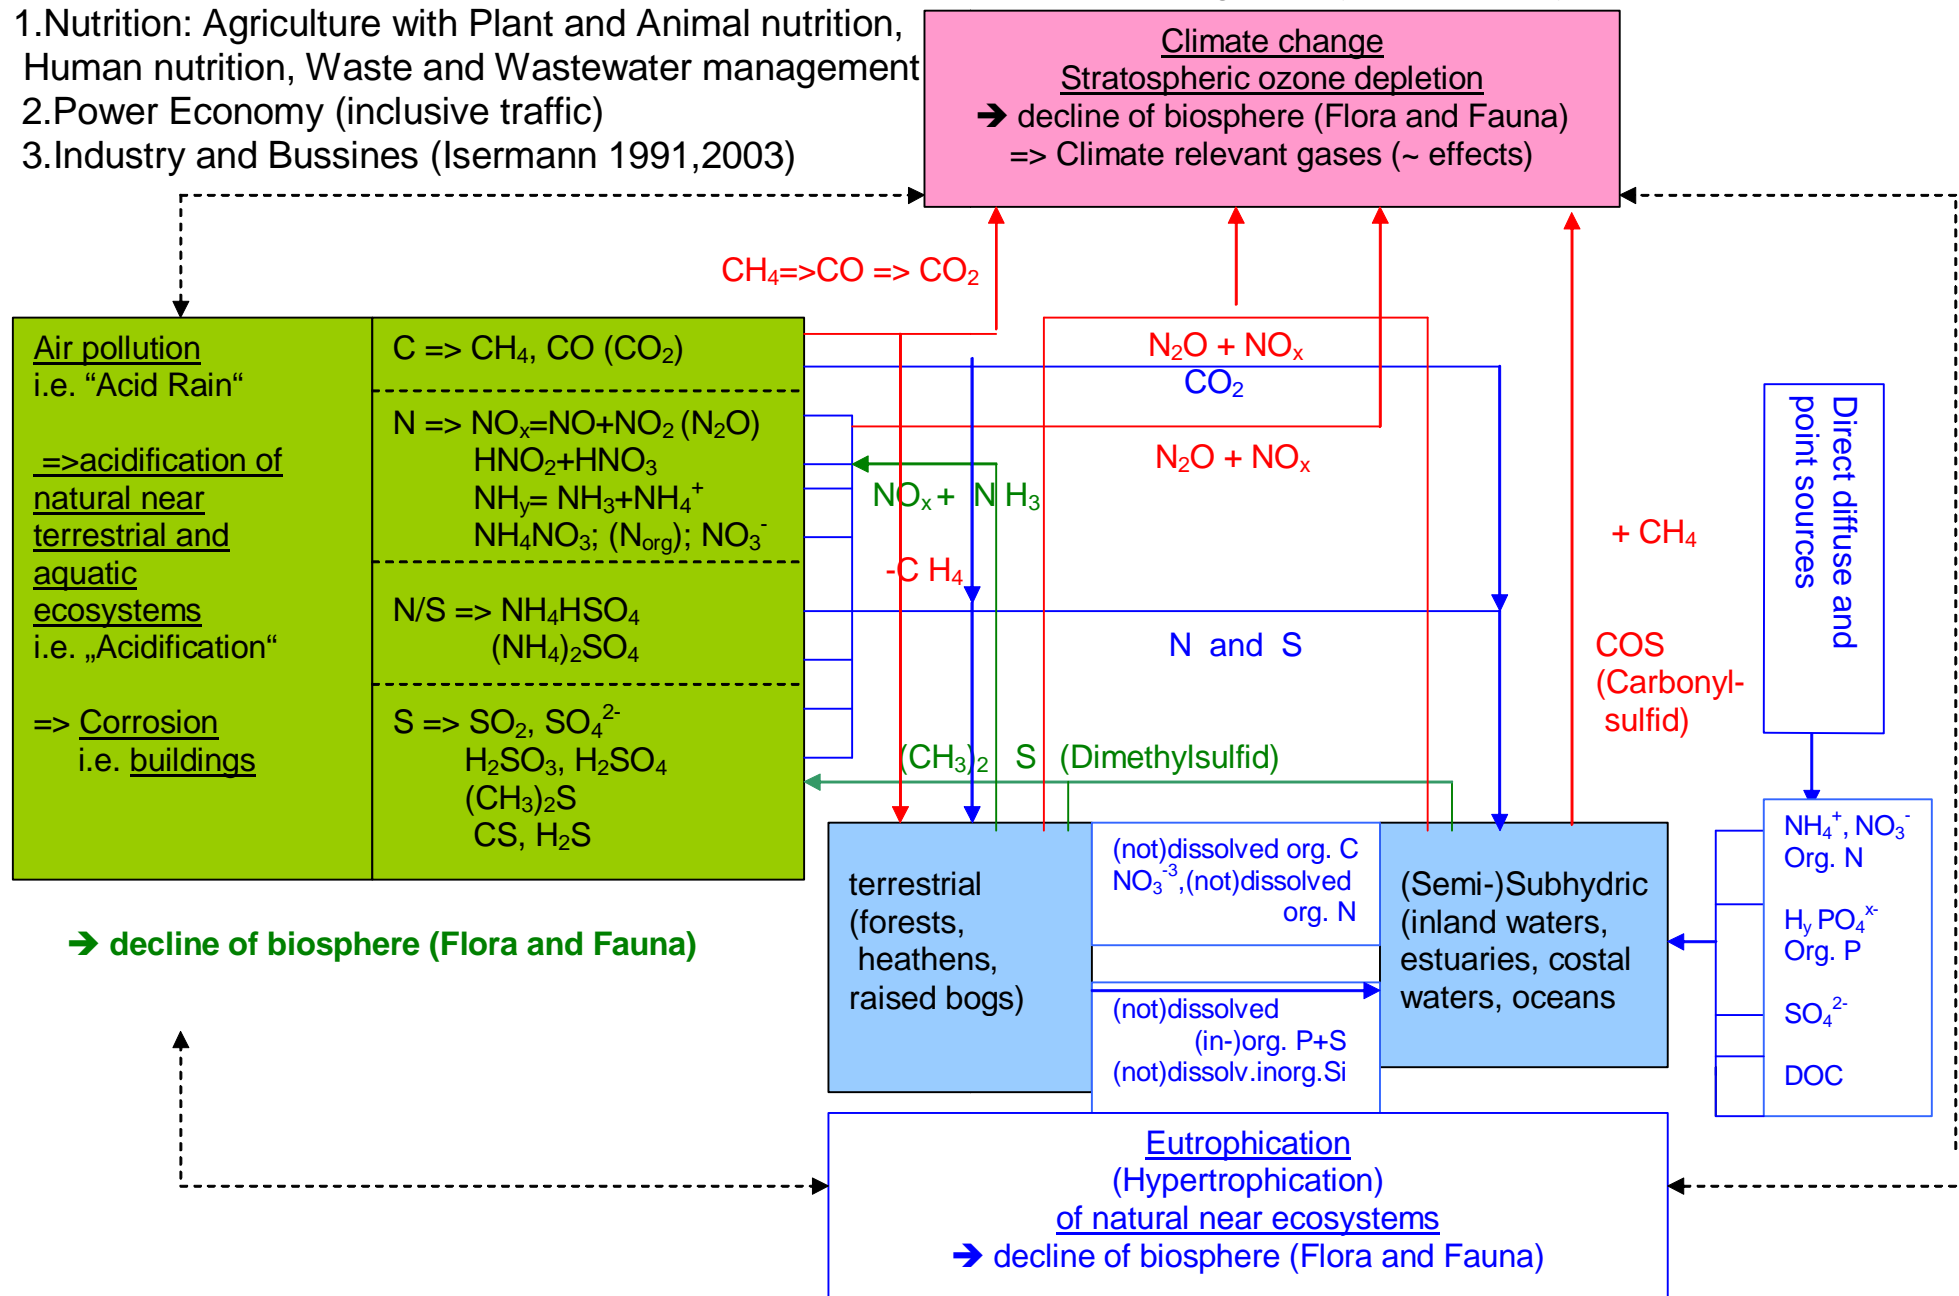 1.Nutrition: Agriculture with Plant and Animal nutrition,
Human nutrition, Waste and Wastewater management
2.Power Economy (inclusive traffic)
3.Industry and Bussines (Isermann 1991,2003)
Climate change
Stratospheric ozone depletion
➔ decline of biosphere (Flora and Fauna)
=> Climate relevant gases (~ effects)
CH₄=>CO => CO₂
Air pollution
i.e. “Acid Rain“
=>acidification of
natural near
terrestrial and
aquatic
ecosystems
i.e. „Acidification“
=> Corrosion
i.e. buildings
C => CH₄, CO (CO₂)
N => NOₓ=NO+NO₂ (N₂O)
HNO₂+HNO₃
NHy= NH₃+NH₄⁺
NH₄NO₃; (Norg); NO₃⁻
N/S => NH₄HSO₄
(NH₄)₂SO₄
S => SO₂, SO₄²⁻
H₂SO₃, H₂SO₄
(CH₃)₂S
CS, H₂S
N₂O + NOₓ
CO₂
N₂O + NOₓ
NOₓ + N H₃
-C H₄
N and S
(CH₃)₂ S (Dimethylsulfid)
+ CH₄
COS
(Carbonyl-
sulfid)
Direct diffuse and
point sources
NH₄⁺, NO₃⁻
Org. N
Hy PO₄ˣ⁻
Org. P
SO₄²⁻
DOC
➔ decline of biosphere (Flora and Fauna)
terrestrial
(forests,
heathens,
raised bogs)
(not)dissolved org. C
NO₃⁻³,(not)dissolved
org. N
(not)dissolved
(in-)org. P+S
(not)dissolv.inorg.Si
(Semi-)Subhydric
(inland waters,
estuaries, costal
waters, oceans
Eutrophication
(Hypertrophication)
of natural near ecosystems
➔ decline of biosphere (Flora and Fauna)